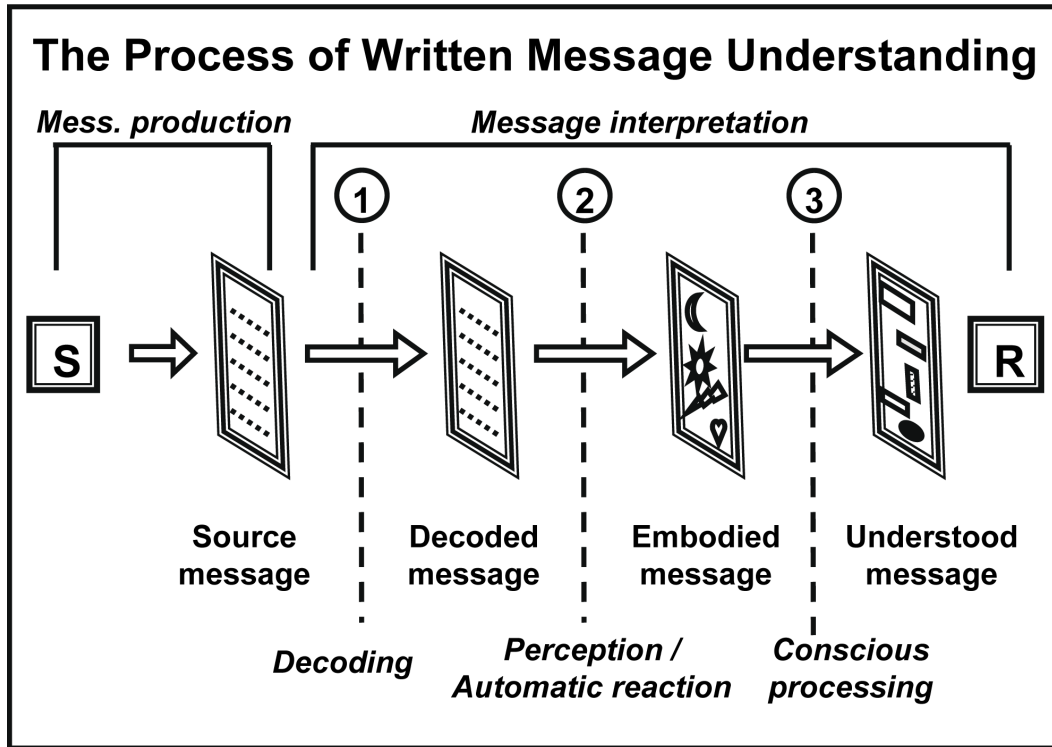 The Process of Written Message Understanding
Mess. production
Message interpretation
1
2
3
S
R
Source
message
Decoded
message
Embodied
message
Understood
message
Decoding
Perception /
Automatic reaction
Conscious
processing